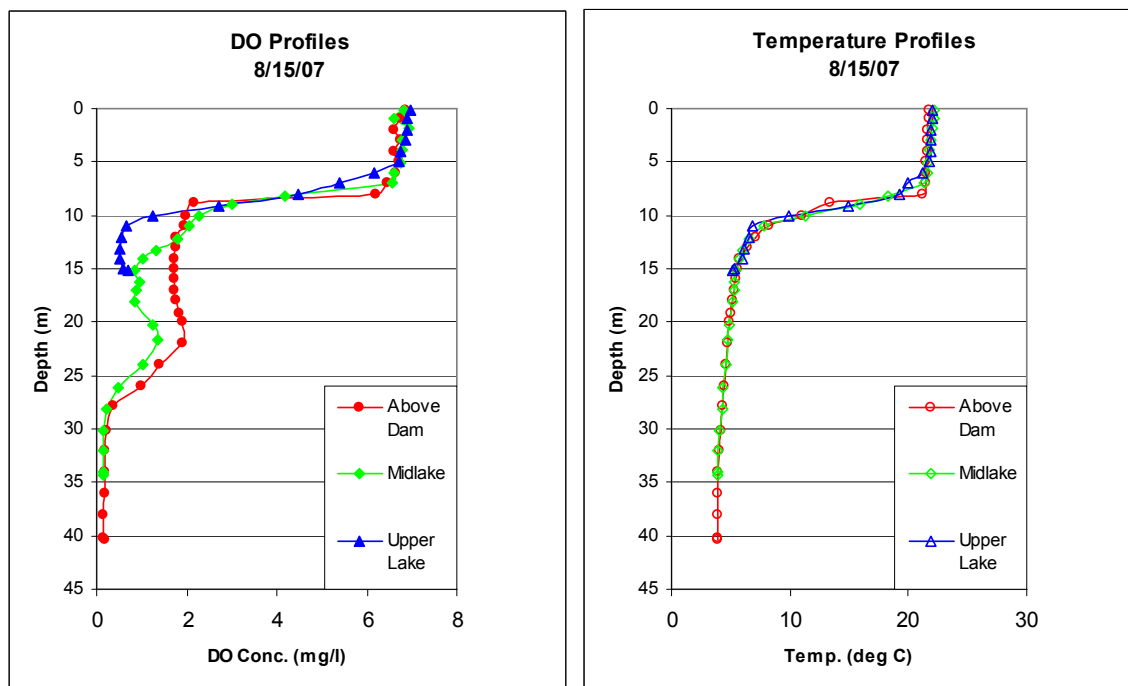 DO Profiles
8/15/07
0
5
10
15
20
25
30
35
40
45
Depth (m)
0
2
4
6
8
DO Conc. (mg/l)
Above
Dam
Midlake
Upper
Lake
Temperature Profiles
8/15/07
0
5
10
15
20
25
30
35
40
45
Depth (m)
0
10
20
30
Temp. (deg C)
Above
Dam
Midlake
Upper
Lake